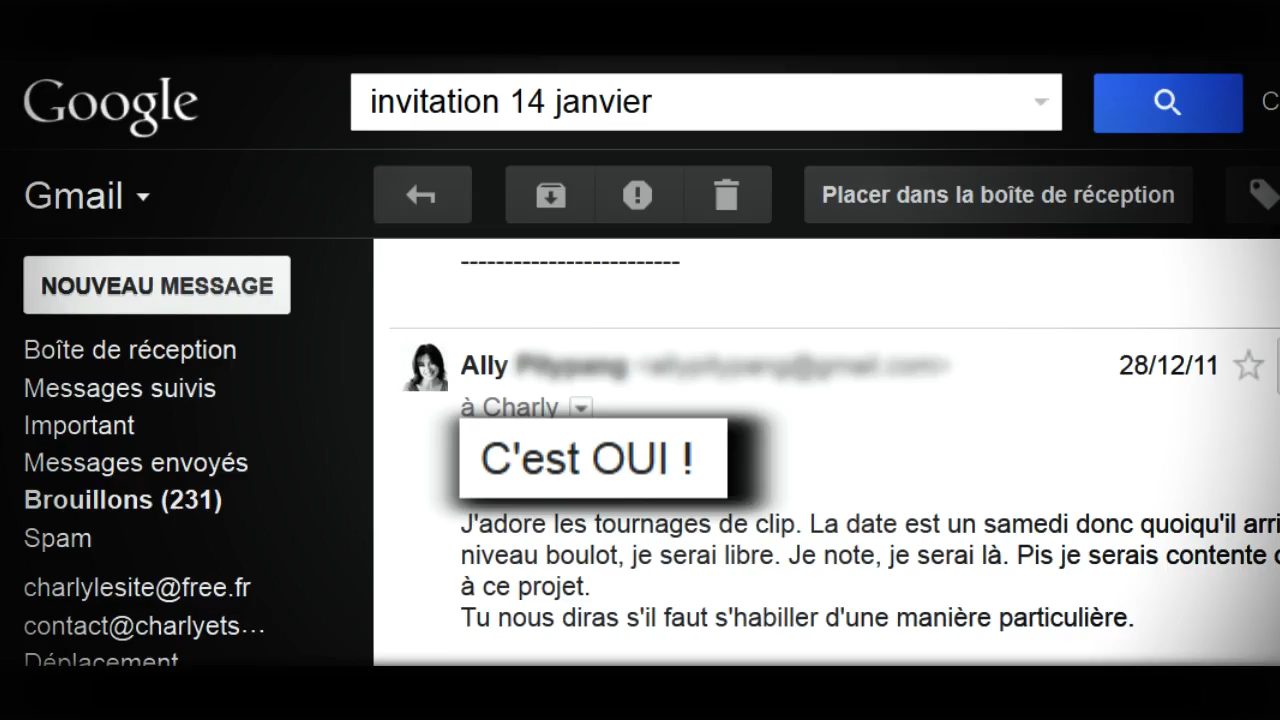 Google
invitation 14 janvier
C
Gmail
Placer dans la boîte de réception
NOUVEAU MESSAGE
Boîte de réception
Messages suivis
Important
Messages envoyés
Brouillons (231)
Spam
charlylesite@free.fr
contact@charlyets...
Déplacement
-------------------------
Ally
28/12/11
à Charly
C'est OUI !
J'adore les tournages de clip. La date est un samedi donc quoiqu'il arri
niveau boulot, je serai libre. Je note, je serai là. Pis je serais contente
à ce projet.
Tu nous diras s'il faut s'habiller d'une manière particulière.